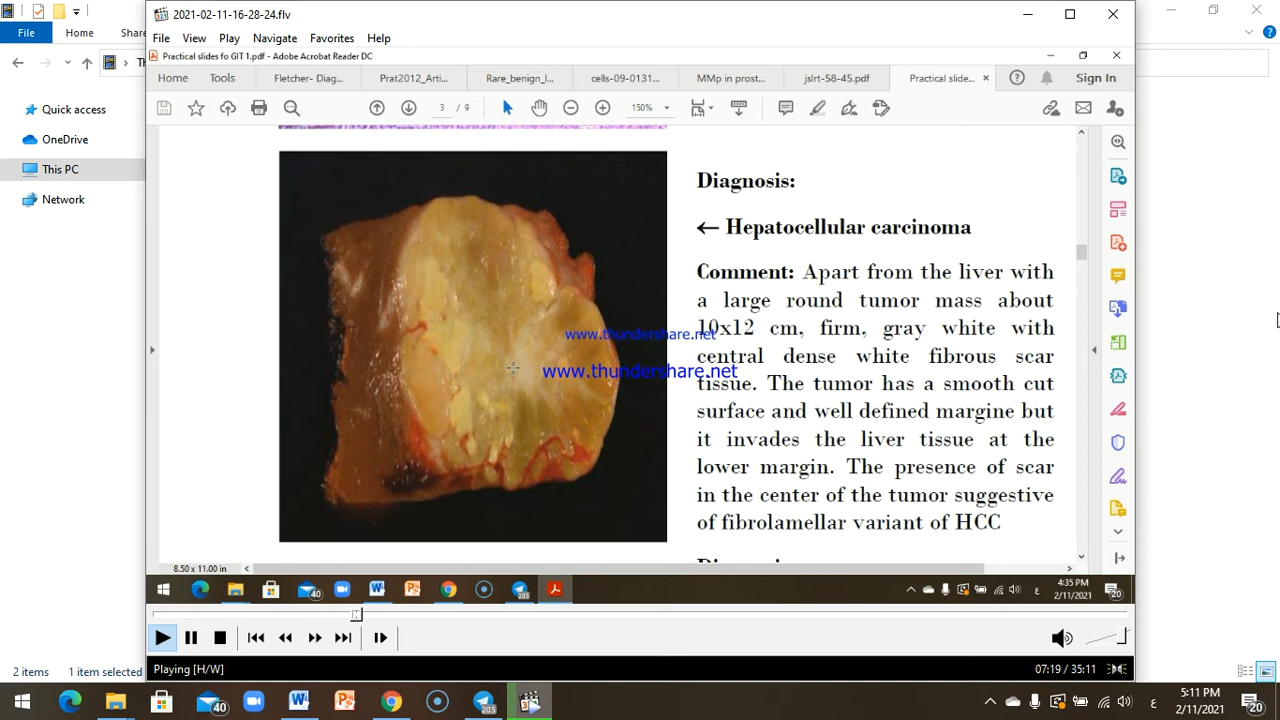 2021-02-11-16-28-24.flv
File View Play Navigate Favorites Help
File Home Share
Practical slides fo GIT 1.pdf - Adobe Acrobat Reader DC
Home Tools Fletcher- Diag... Prat2012_Arti... Rare_benign_l... cells-09-0131... MMp in prost... jslrt-58-45.pdf Practical slide... × Sign In
3 / 9 150%
Quick access
OneDrive
This PC
Network
Diagnosis:
← Hepatocellular carcinoma
Comment: Apart from the liver with
a large round tumor mass about
10x12 cm, firm, gray white with
central dense white fibrous scar
tissue. The tumor has a smooth cut
surface and well defined margine but
it invades the liver tissue at the
lower margin. The presence of scar
in the center of the tumor suggestive
of fibrolamellar variant of HCC
www.thundershare.net
www.thundershare.net
8.50 x 11.00 in
40 205 ع 4:35 PM
2/11/2021 20
Playing [H/W] 07:19 / 35:11
2 items 1 item selected
40 205 ع 5:11 PM
2/11/2021 20